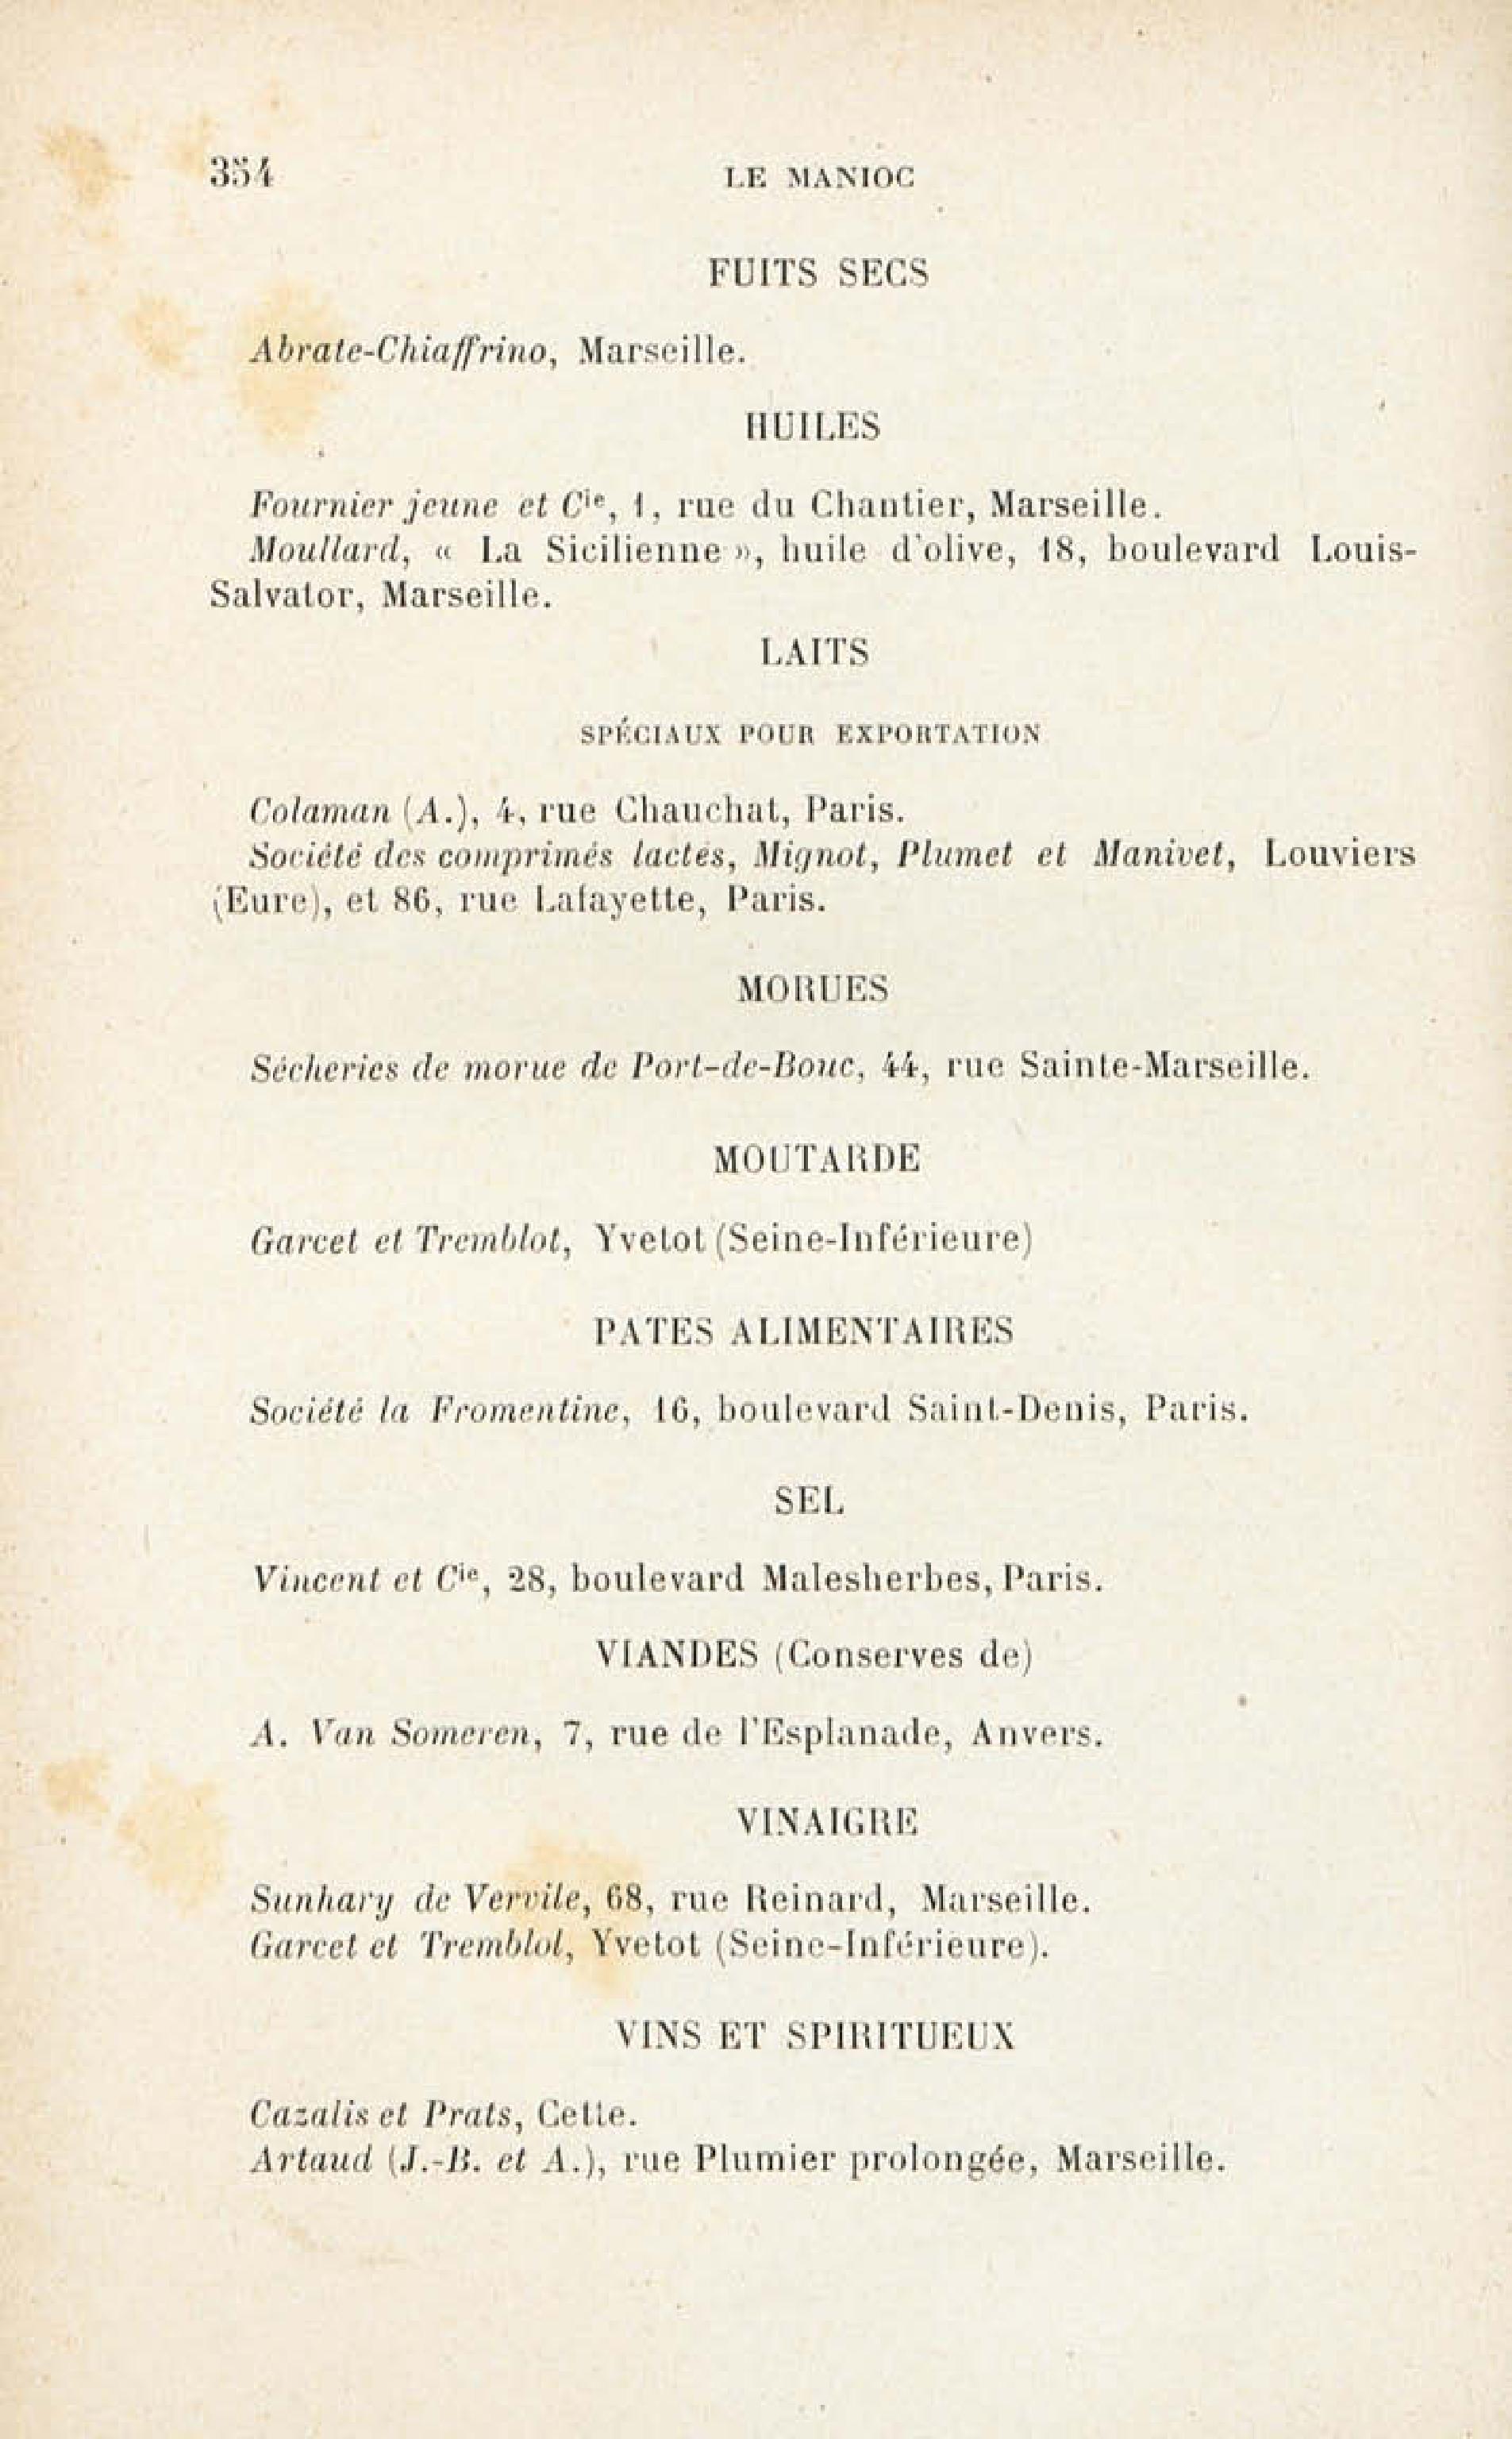 354
LE MANIOC
FUITS SECS
Abrate-Chiaffrino, Marseille.
HUILES
Fournier jeune et Cie, 1, rue du Chantier, Marseille.
Moullard, « La Sicilienne », huile d'olive, 18, boulevard Louis-
Salvator, Marseille.
LAITS
SPÉCIAUX POUR EXPORTATION
Colaman (A.), 4, rue Chauchat, Paris.
Société des comprimés lactés, Mignot, Plumet et Manivet, Louviers
(Eure), et 86, rue Lafayette, Paris.
MORUES
Sécheries de morue de Port-de-Bouc, 44, rue Sainte-Marseille.
MOUTARDE
Garcet et Tremblot, Yvetot (Seine-Inférieure)
PATES ALIMENTAIRES
Société la Fromentine, 16, boulevard Saint-Denis, Paris.
SEL
Vincent et Cie, 28, boulevard Malesherbes, Paris.
VIANDES (Conserves de)
A. Van Someren, 7, rue de l'Esplanade, Anvers.
VINAIGRE
Sunhary de Vervile, 68, rue Reinard, Marseille.
Garcet et Tremblot, Yvetot (Seine-Inférieure).
VINS ET SPIRITUEUX
Cazalis et Prats, Cette.
Artaud (J.-B. et A.), rue Plumier prolongée, Marseille.